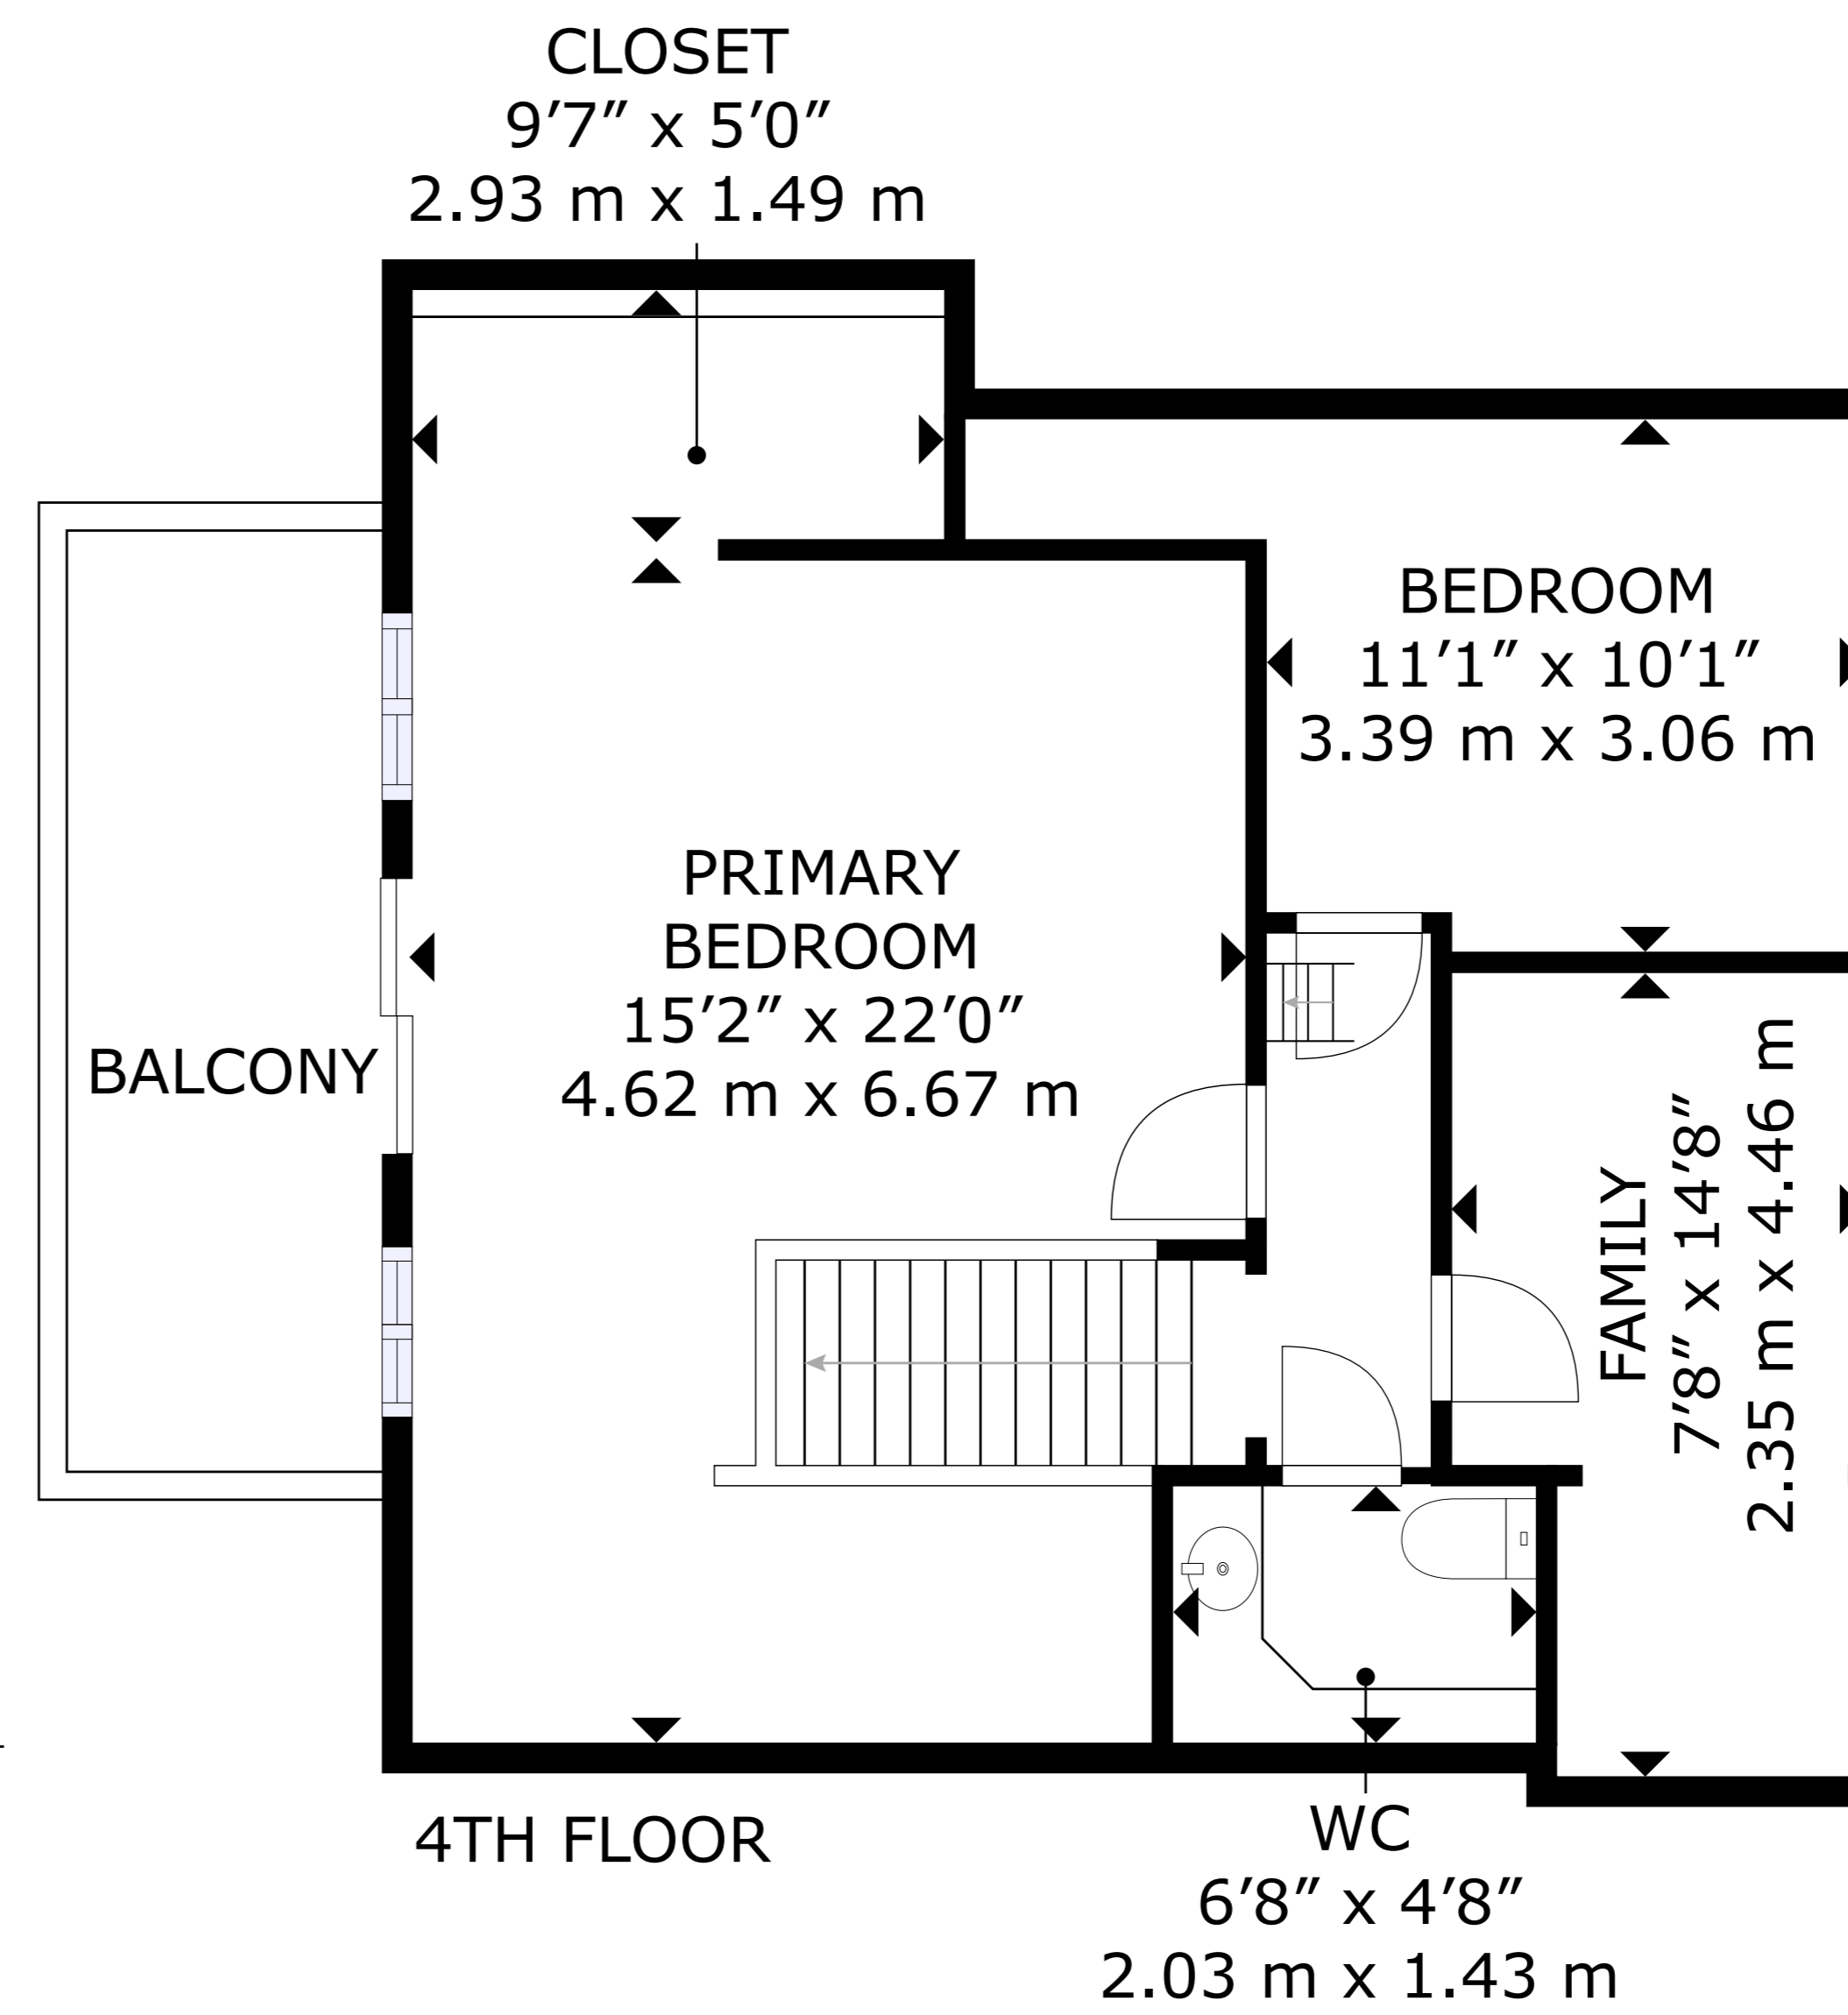 CLOSET
9′7″ x 5′0″
2.93 m x 1.49 m
BEDROOM
11′1″ x 10′1″
3.39 m x 3.06 m
PRIMARY
BEDROOM
15′2″ x 22′0″
4.62 m x 6.67 m
BALCONY
FAMILY
7′8″ x 14′8″
2.35 m x 4.46 m
4TH FLOOR
WC
6′8″ x 4′8″
2.03 m x 1.43 m